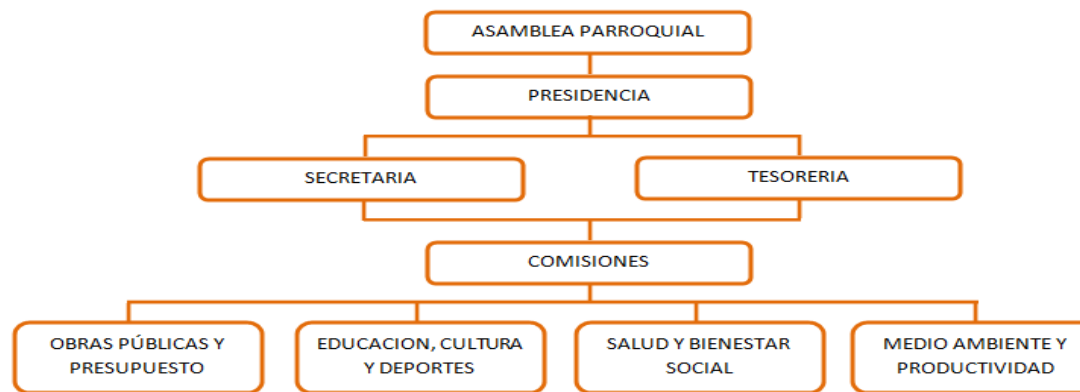 ASAMBLEA PARROQUIAL
PRESIDENCIA
SECRETARIA
TESORERIA
COMISIONES
OBRAS PÚBLICAS Y
PRESUPUESTO
EDUCACION, CULTURA
Y DEPORTES
SALUD Y BIENESTAR
SOCIAL
MEDIO AMBIENTE Y
PRODUCTIVIDAD